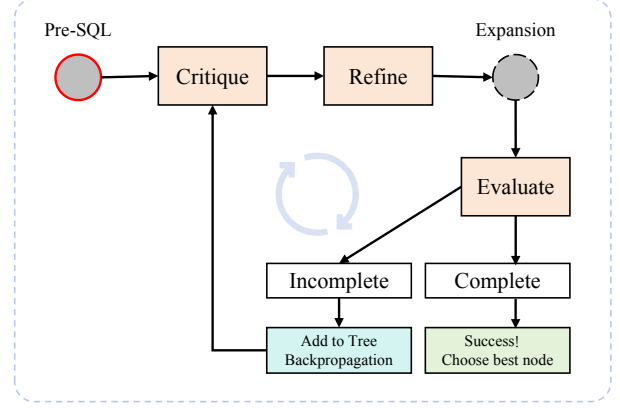 Pre-SQL
Expansion
Critique
Refine
Evaluate
Incomplete
Complete
Add to Tree
Backpropagation
Success!
Choose best node